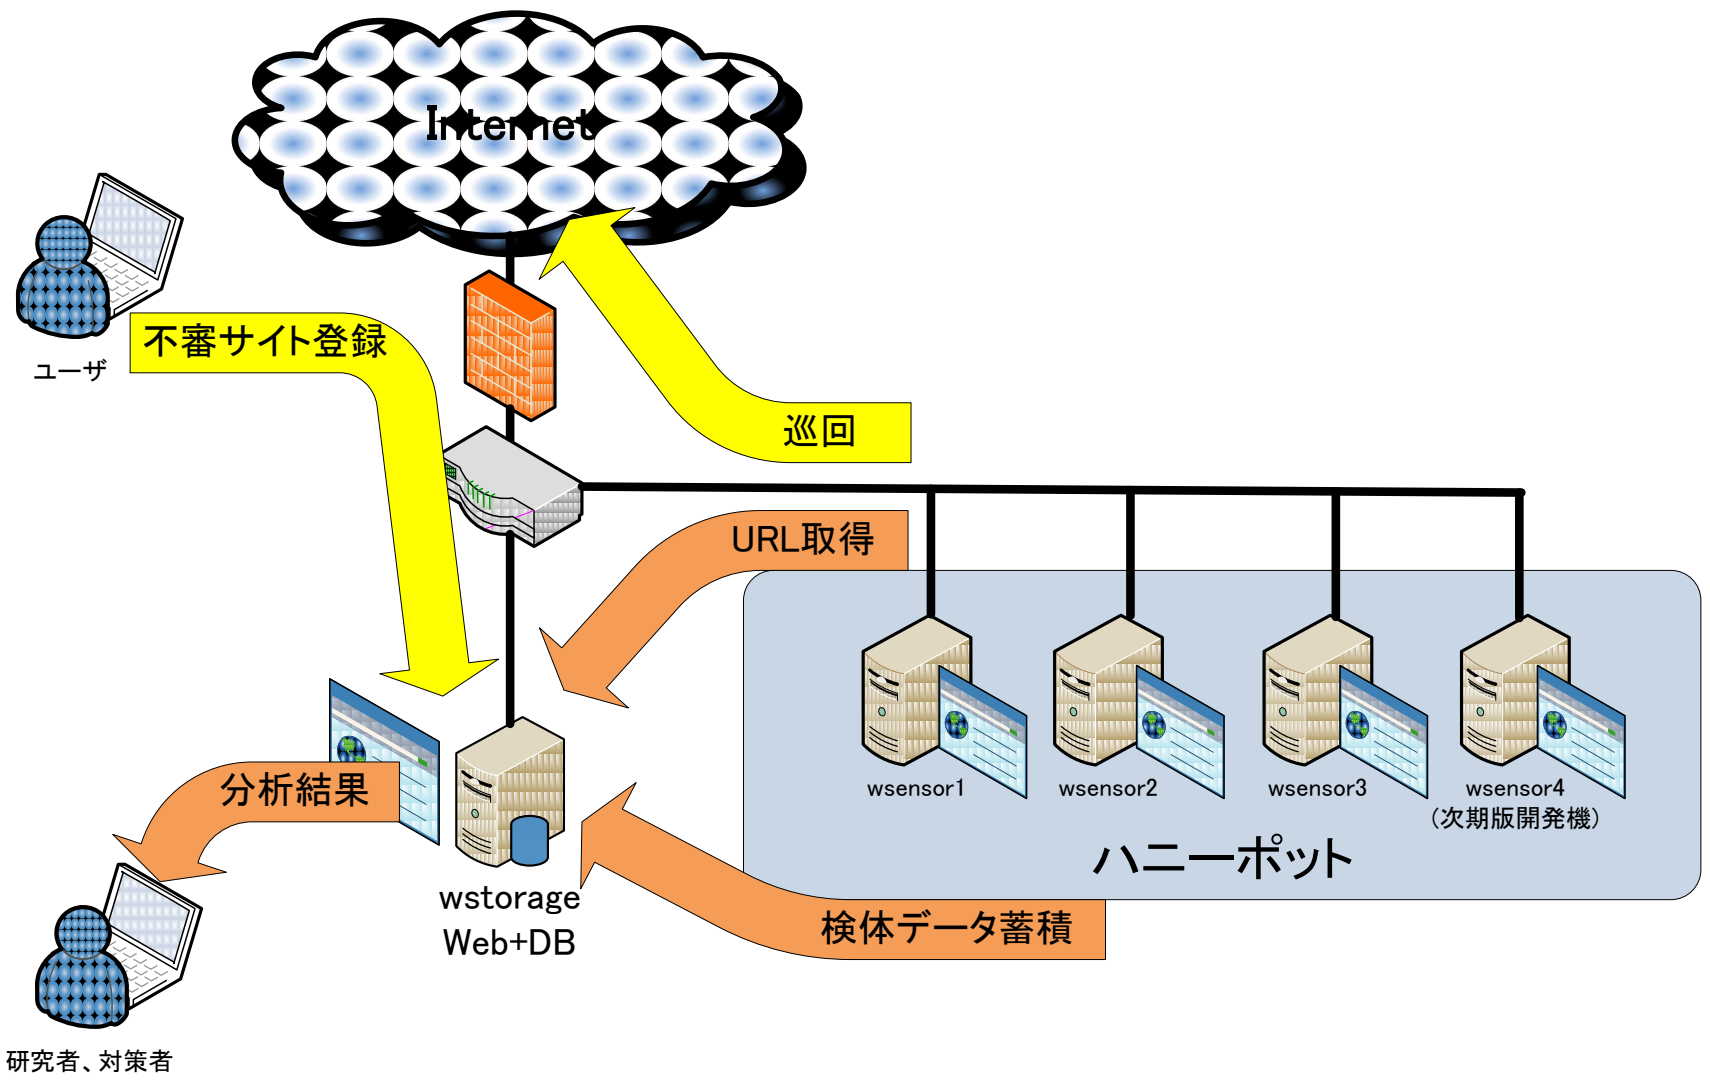 Internet
ユーザ
不審サイト登録
巡回
URL取得
wsensor1
wsensor2
wsensor3
wsensor4
(次期版開発機)
ハニーポット
分析結果
wstorage
Web+DB
検体データ蓄積
研究者、対策者